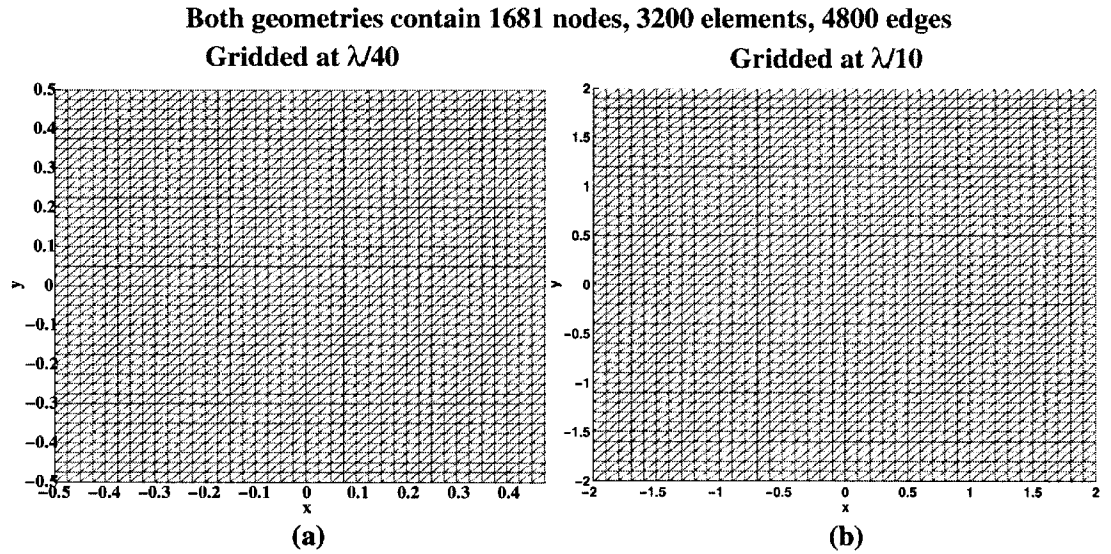 Both geometries contain 1681 nodes, 3200 elements, 4800 edges
Gridded at λ/40
Gridded at λ/10
0.5
0.4
0.3
0.2
0.1
0
−0.1
−0.2
−0.3
−0.4
−0.5
y
−0.5 −0.4 −0.3 −0.2 −0.1 0 0.1 0.2 0.3 0.4
x
(a)
2
1.5
1
0.5
0
−0.5
−1
−1.5
−2
y
−2 −1.5 −1 −0.5 0 0.5 1 1.5 2
x
(b)